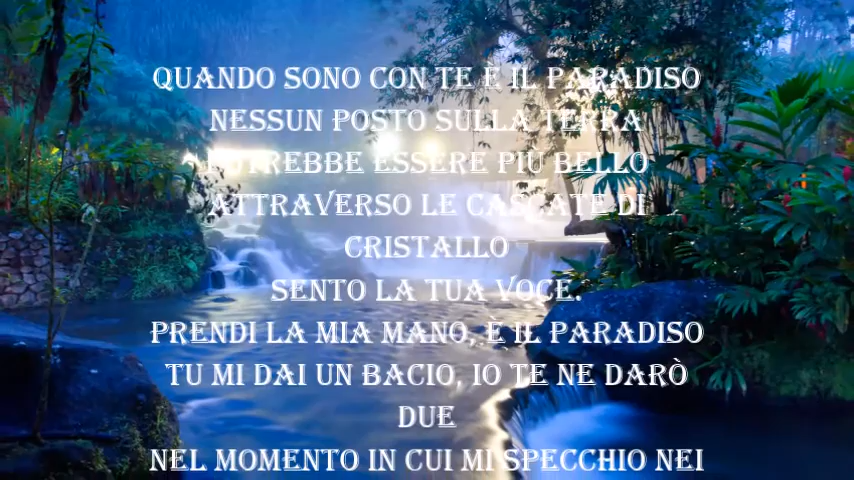 QUANDO SONO CON TE È IL PARADISO
NESSUN POSTO SULLA TERRA
POTREBBE ESSERE PIÙ BELLO
ATTRAVERSO LE CASCATE DI
CRISTALLO
SENTO LA TUA VOCE.
PRENDI LA MIA MANO, È IL PARADISO
TU MI DAI UN BACIO, IO TE NE DARÒ
DUE
NEL MOMENTO IN CUI MI SPECCHIO NEI